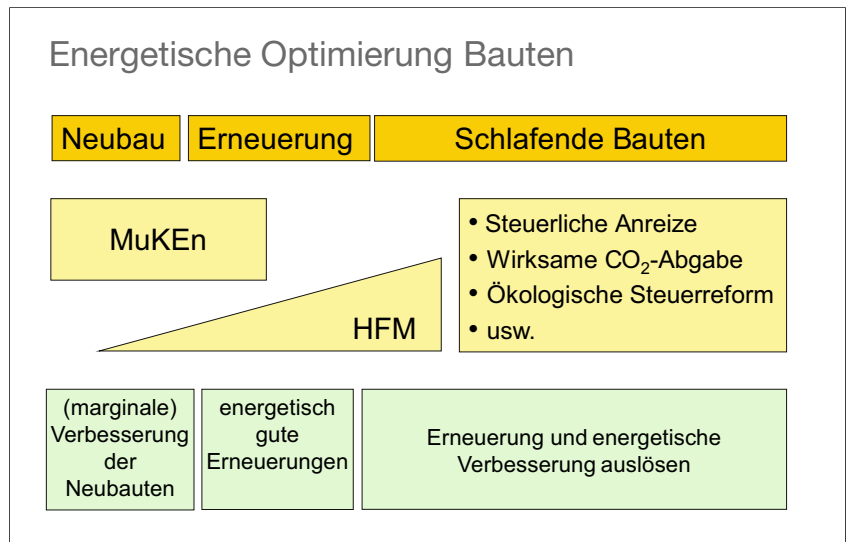 Energetische Optimierung Bauten
Neubau
Erneuerung
Schlafende Bauten
MuKEn
HFM
• Steuerliche Anreize
• Wirksame CO₂-Abgabe
• Ökologische Steuerreform
• usw.
(marginale)
Verbesserung
der
Neubauten
energetisch
gute
Erneuerungen
Erneuerung und energetische
Verbesserung auslösen